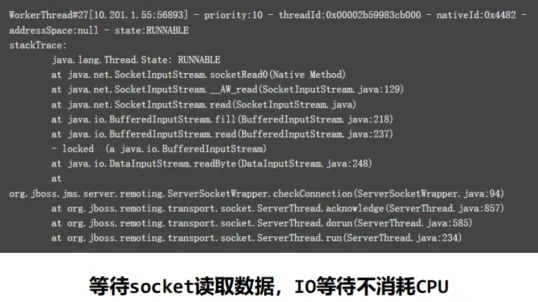 WorkerThread#27[10.201.1.55:56893] - priority:10 - threadId:0x00002b59983cb000 - nativeId:0x4482 -
addressSpace:null - state:RUNNABLE
stackTrace:
java.lang.Thread.State: RUNNABLE
at java.net.SocketInputStream.socketRead0(Native Method)
at java.net.SocketInputStream.__AW_read(SocketInputStream.java:129)
at java.net.SocketInputStream.read(SocketInputStream.java)
at java.io.BufferedInputStream.fill(BufferedInputStream.java:218)
at java.io.BufferedInputStream.read(BufferedInputStream.java:237)
- locked  (a java.io.BufferedInputStream)
at java.io.DataInputStream.readByte(DataInputStream.java:248)
at
org.jboss.jms.server.remoting.ServerSocketWrapper.checkConnection(ServerSocketWrapper.java:94)
at org.jboss.remoting.transport.socket.ServerThread.acknowledge(ServerThread.java:857)
at org.jboss.remoting.transport.socket.ServerThread.dorun(ServerThread.java:585)
at org.jboss.remoting.transport.socket.ServerThread.run(ServerThread.java:234)
等待socket读取数据，IO等待不消耗CPU